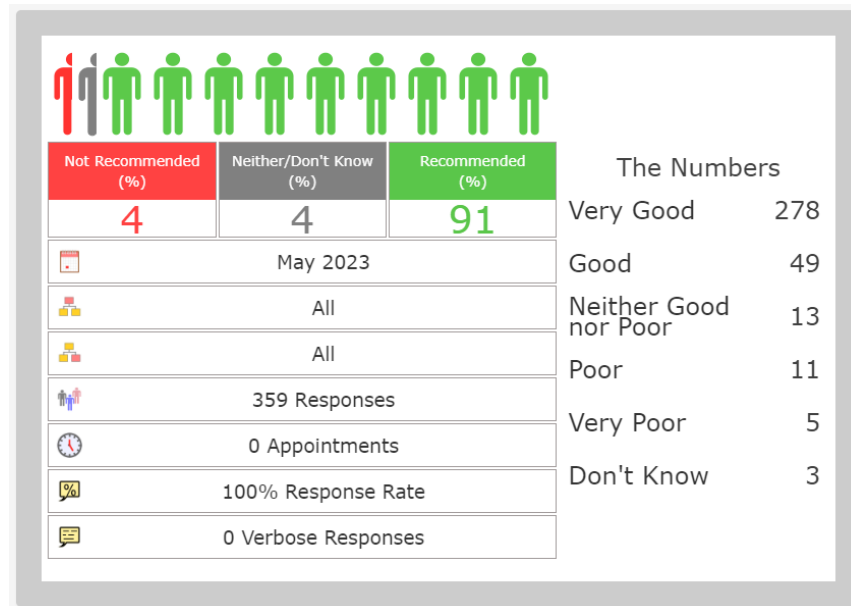 Not Recommended
(%)
Neither/Don't Know
(%)
Recommended
(%)
4
4
91
May 2023
All
All
359 Responses
0 Appointments
100% Response Rate
0 Verbose Responses
The Numbers
Very Good 278
Good 49
Neither Good
nor Poor 13
Poor 11
Very Poor 5
Don't Know 3